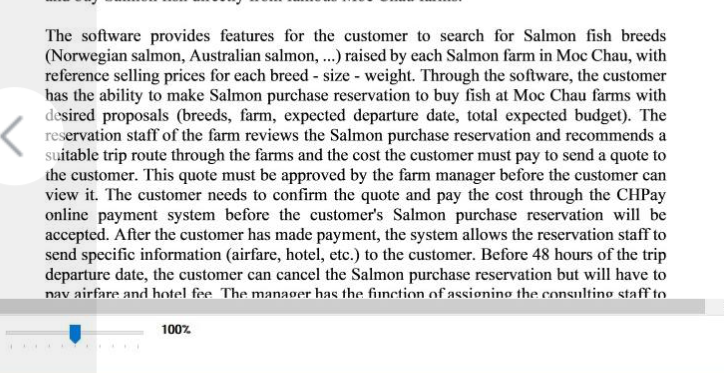 The software provides features for the customer to search for Salmon fish breeds
(Norwegian salmon, Australian salmon, ...) raised by each Salmon farm in Moc Chau, with
reference selling prices for each breed - size - weight. Through the software, the customer
has the ability to make Salmon purchase reservation to buy fish at Moc Chau farms with
desired proposals (breeds, farm, expected departure date, total expected budget). The
reservation staff of the farm reviews the Salmon purchase reservation and recommends a
suitable trip route through the farms and the cost the customer must pay to send a quote to
the customer. This quote must be approved by the farm manager before the customer can
view it. The customer needs to confirm the quote and pay the cost through the CHPay
online payment system before the customer's Salmon purchase reservation will be
accepted. After the customer has made payment, the system allows the reservation staff to
send specific information (airfare, hotel, etc.) to the customer. Before 48 hours of the trip
departure date, the customer can cancel the Salmon purchase reservation but will have to
pay airfare and hotel fee. The manager has the function of assigning the consulting staff to
100%